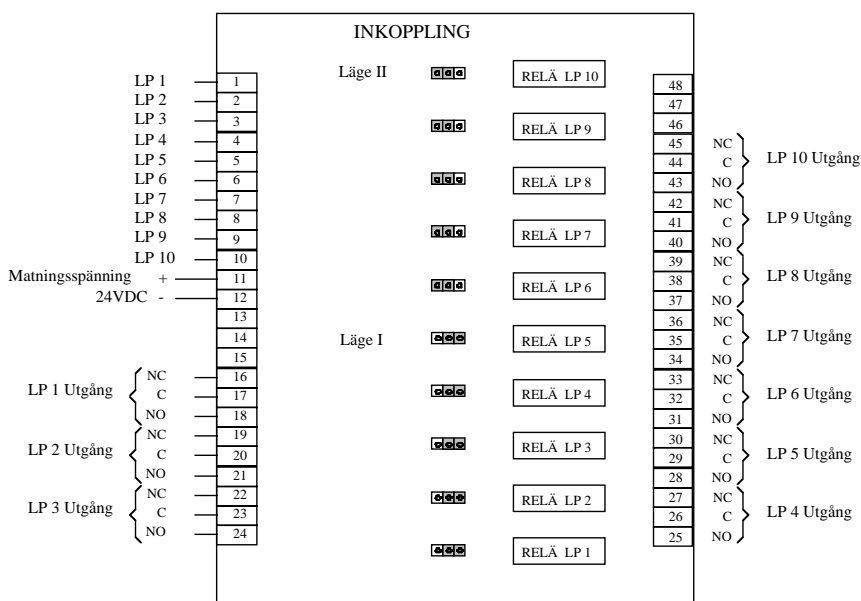 INKOPPLING
Läge II
RELÄ LP 10
RELÄ LP 9
RELÄ LP 8
RELÄ LP 7
RELÄ LP 6
Läge I
RELÄ LP 5
RELÄ LP 4
RELÄ LP 3
RELÄ LP 2
RELÄ LP 1
LP 1 1
LP 2 2
LP 3 3
LP 4 4
LP 5 5
LP 6 6
LP 7 7
LP 8 8
LP 9 9
LP 10 10
Matningsspänning + 11
24VDC - 12
13
14
15
LP 1 Utgång
NC 16
C 17
NO 18
LP 2 Utgång
NC 19
C 20
NO 21
LP 3 Utgång
NC 22
C 23
NO 24
48
47
46
45 NC
44 C
43 NO
LP 10 Utgång
42 NC
41 C
40 NO
LP 9 Utgång
39 NC
38 C
37 NO
LP 8 Utgång
36 NC
35 C
34 NO
LP 7 Utgång
33 NC
32 C
31 NO
LP 6 Utgång
30 NC
29 C
28 NO
LP 5 Utgång
27 NC
26 C
25 NO
LP 4 Utgång